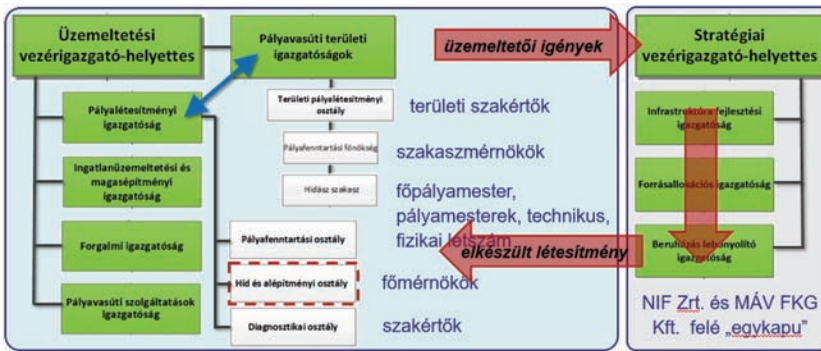 Üzemeltetési
vezérigazgató-helyettes
Pályavasúti területi
igazgatóságok
üzemeltetői igények
Stratégiai
vezérigazgató-helyettes
Pályalétesítményi
igazgatóság
Területi pályalétesítményi
osztály
területi szakértők
Infrastruktúra fejlesztési
igazgatóság
Pályafenntartási főnökség
szakaszmérnökök
Ingatlanüzemeltetési és
magasépítményi
igazgatóság
Hidász szakasz
főpályamester,
pályamesterek, technikus,
fizikai létszám
Forrásallokációs igazgatóság
Forgalmi igazgatóság
Pályafenntartási osztály
elkészült létesítmény
Beruházás lebonyolító
igazgatóság
Híd és alépítményi osztály
főmérnökök
Pályavasúti szolgáltatások
igazgatóság
Diagnosztikai osztály
szakértők
NIF Zrt. és MÁV FKG
Kft. felé „egykapu”